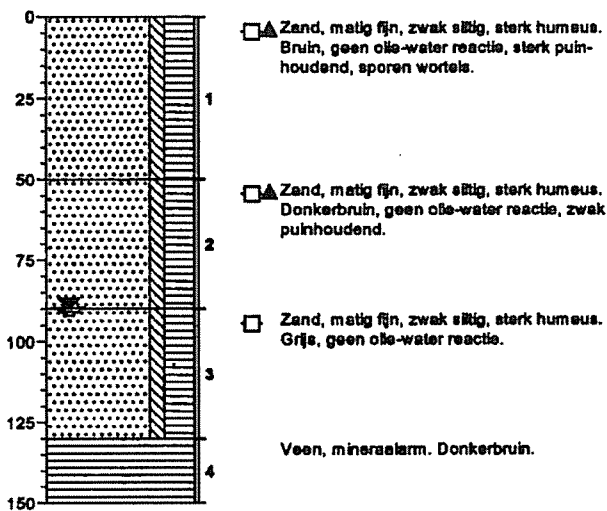 0
Zand, matig fijn, zwak siltig, sterk humeus.
Bruin, geen olie-water reactie, sterk puin-
houdend, sporen wortels.
25
1
50
Zand, matig fijn, zwak siltig, sterk humeus.
Donkerbruin, geen olie-water reactie, zwak
puinhoudend.
2
75
Zand, matig fijn, zwak siltig, sterk humeus.
Grijs, geen olie-water reactie.
100
3
125
Veen, mineraalarm. Donkerbruin.
4
150